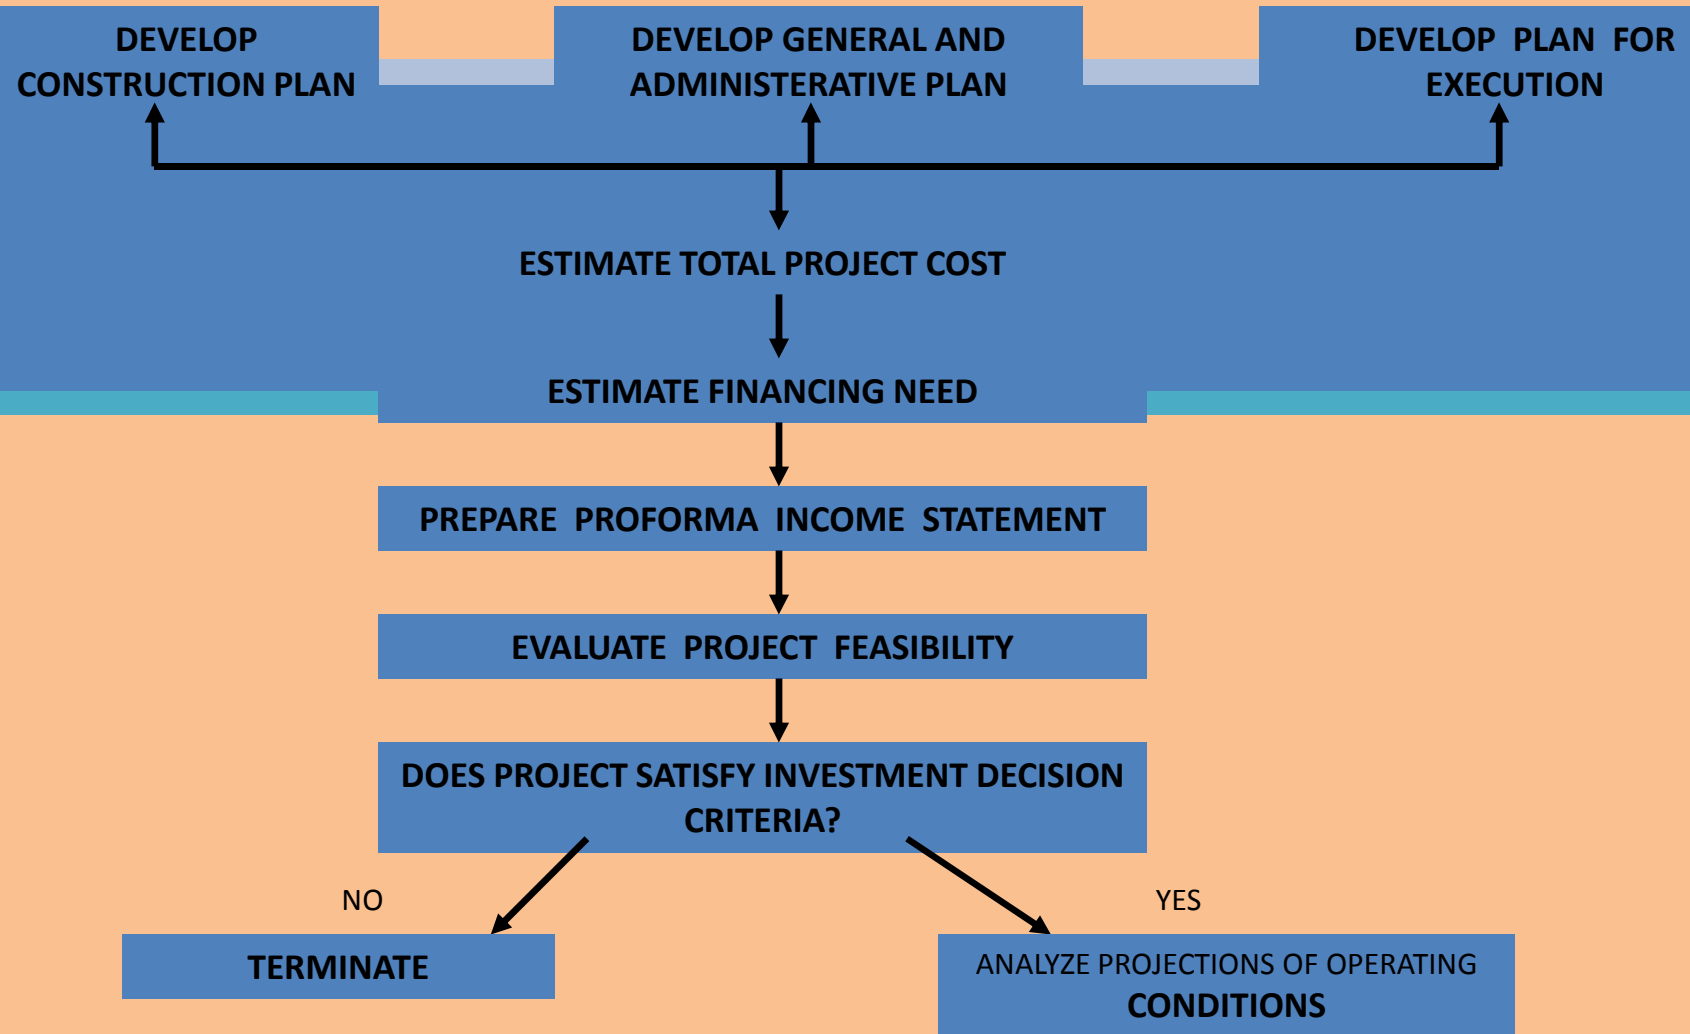 DEVELOP
CONSTRUCTION PLAN
DEVELOP GENERAL AND
ADMINISTERATIVE PLAN
DEVELOP PLAN FOR
EXECUTION
ESTIMATE TOTAL PROJECT COST
ESTIMATE FINANCING NEED
PREPARE PROFORMA INCOME STATEMENT
EVALUATE PROJECT FEASIBILITY
DOES PROJECT SATISFY INVESTMENT DECISION
CRITERIA?
NO
YES
TERMINATE
ANALYZE PROJECTIONS OF OPERATING
CONDITIONS